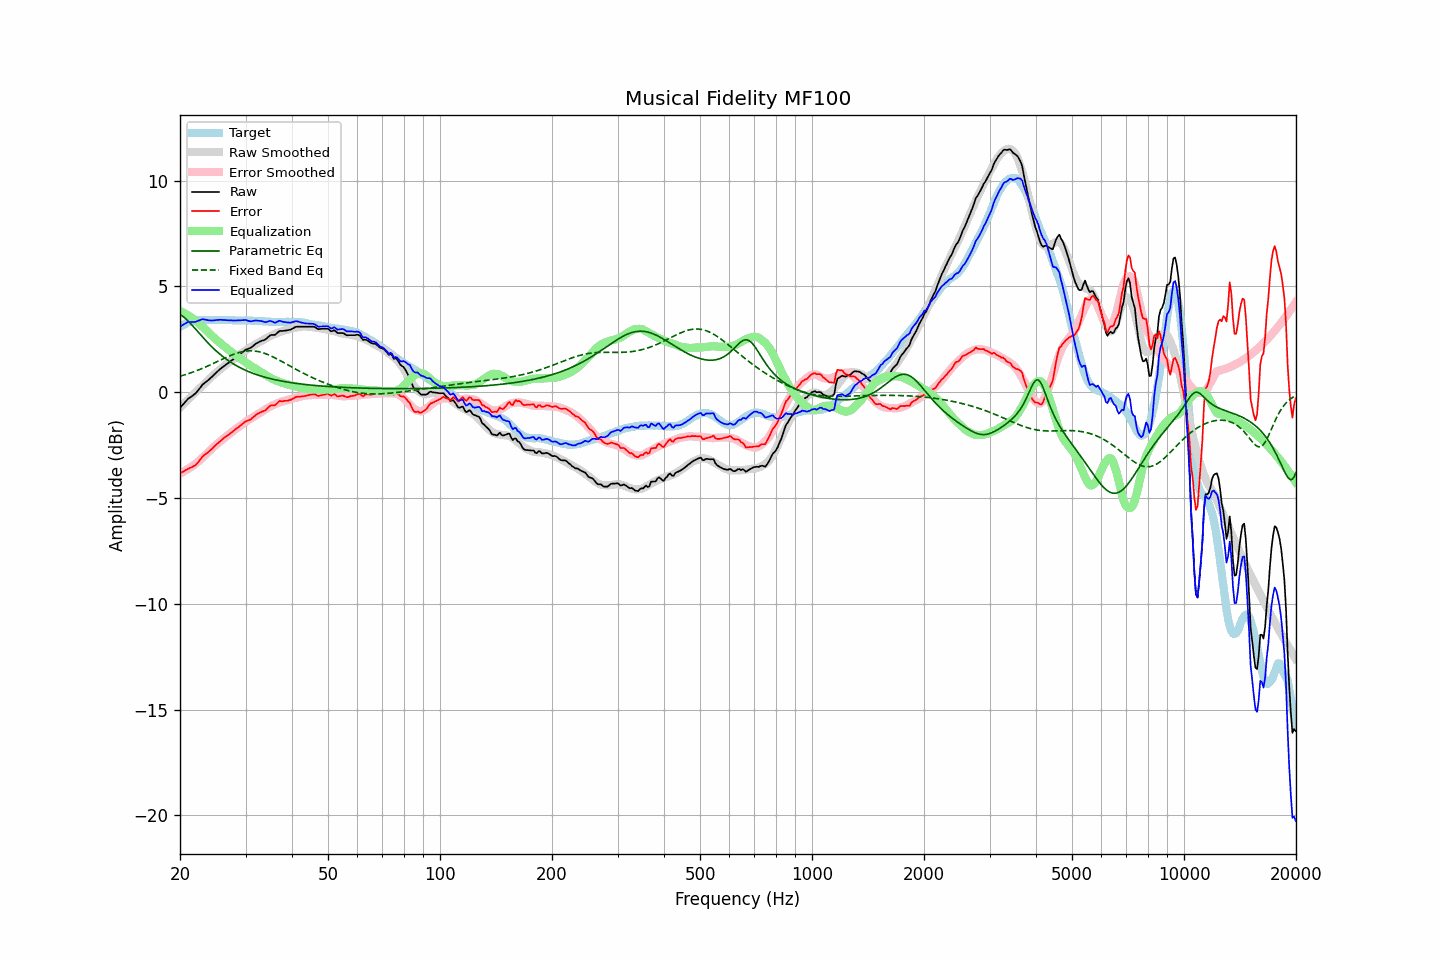 Musical Fidelity MF100
Target
Raw Smoothed
Error Smoothed
Raw
Error
Equalization
Parametric Eq
Fixed Band Eq
Equalized
10
5
0
−5
−10
−15
−20
Amplitude (dBr)
20
50
100
200
500
1000
2000
5000
10000
20000
Frequency (Hz)